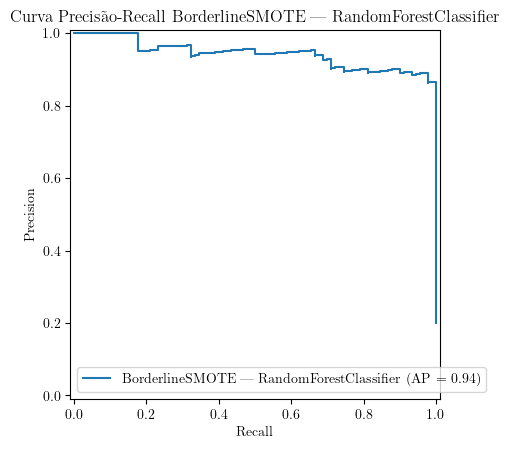 Curva Precisão-Recall BorderlineSMOTE — RandomForestClassifier
1.0
0.8
0.6
0.4
0.2
0.0
Precision
BorderlineSMOTE — RandomForestClassifier (AP = 0.94)
0.0 0.2 0.4 0.6 0.8 1.0
Recall